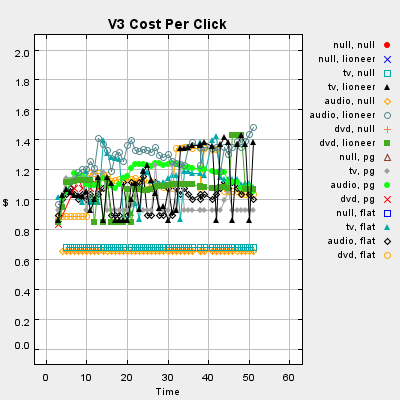 V3 Cost Per Click
2.0
1.8
1.6
1.4
1.2
1.0
0.8
0.6
0.4
0.2
0.0
$
0 10 20 30 40 50 60
Time
null, null
null, lioneer
tv, null
tv, lioneer
audio, null
audio, lioneer
dvd, null
dvd, lioneer
null, pg
tv, pg
audio, pg
dvd, pg
null, flat
tv, flat
audio, flat
dvd, flat